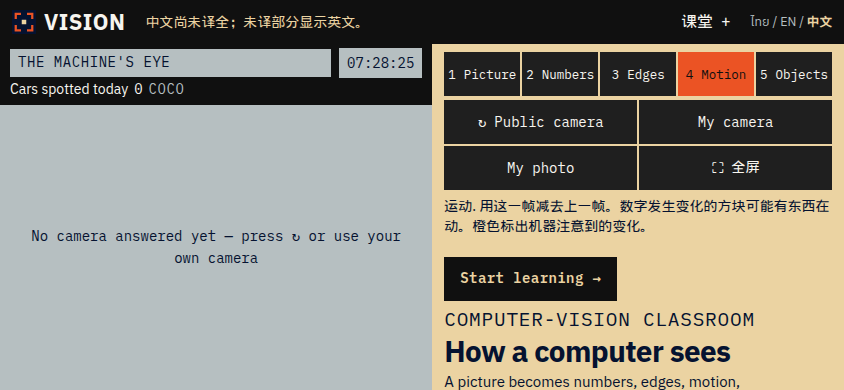 VISION
中文尚未译全；未译部分显示英文。
课堂 +
ไทย / EN / 中文
THE MACHINE'S EYE
07:28:25
Cars spotted today 0 COCO
No camera answered yet — press ↻ or use your
own camera
1 Picture
2 Numbers
3 Edges
4 Motion
5 Objects
↻ Public camera
My camera
My photo
⛶ 全屏
运动. 用这一帧减去上一帧。数字发生变化的方块可能有东西在
动。橙色标出机器注意到的变化。
Start learning →
COMPUTER-VISION CLASSROOM
How a computer sees
A picture becomes numbers, edges, motion,